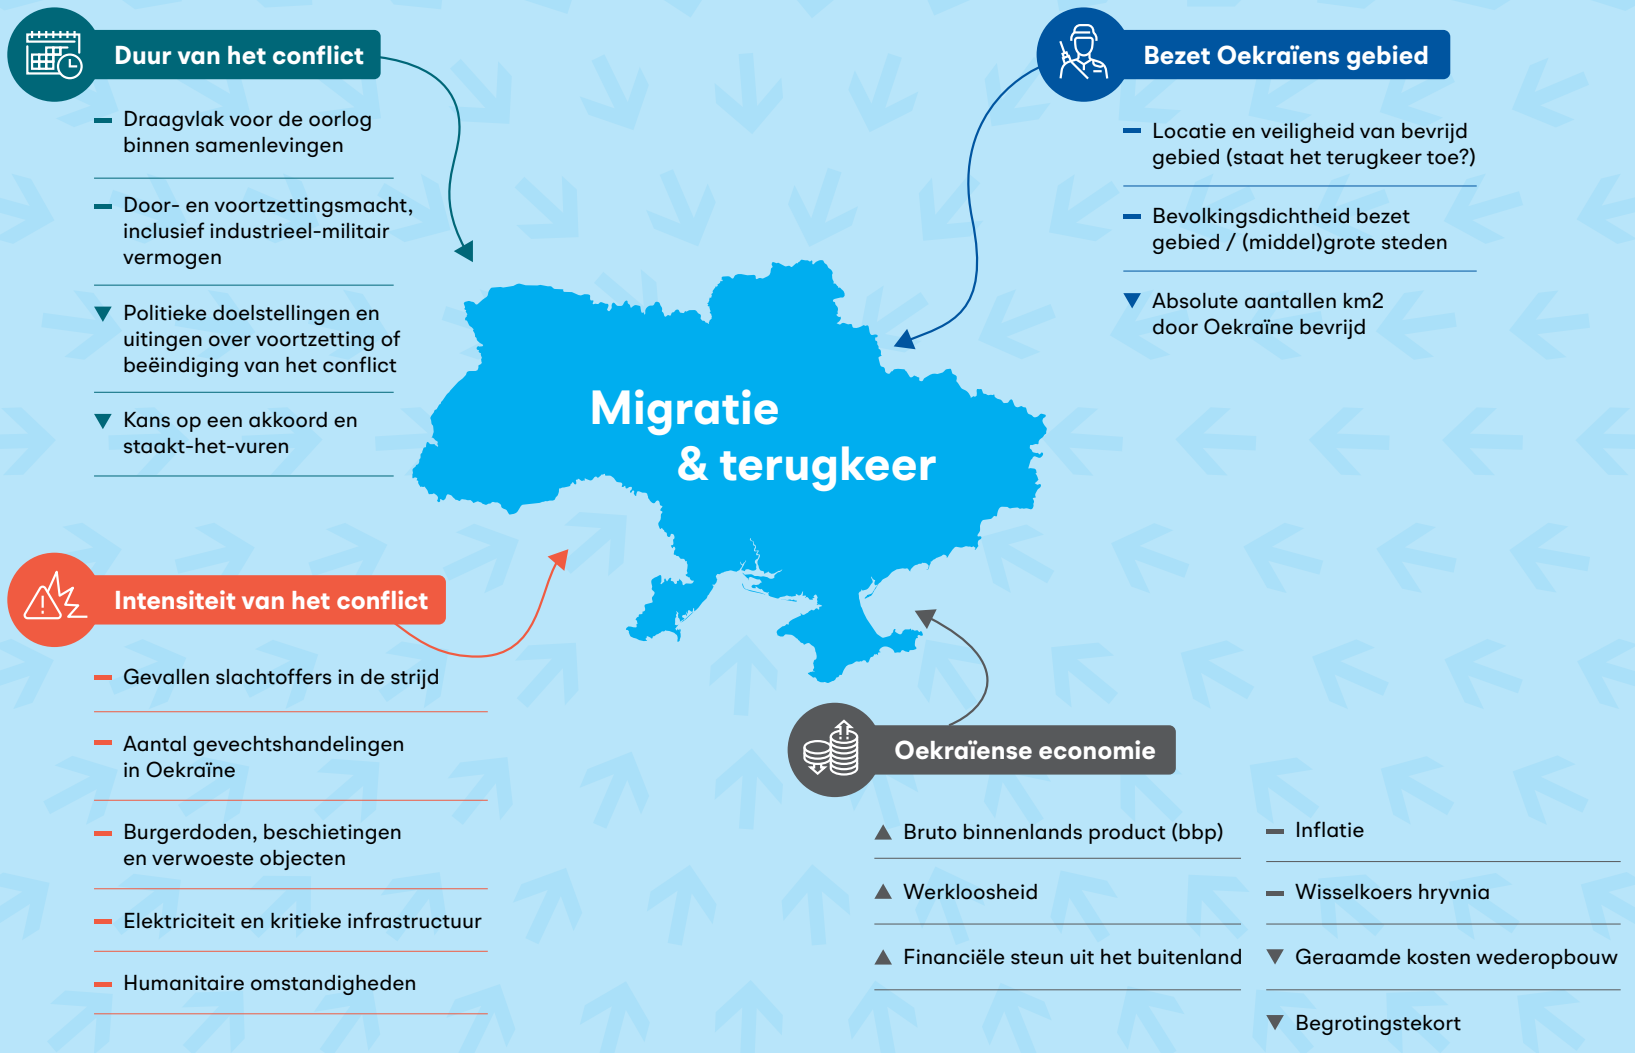 Duur van het conflict
Draagvlak voor de oorlog
binnen samenlevingen
Door- en voortzettingsmacht,
inclusief industrieel-militair
vermogen
Politieke doelstellingen en
uitingen over voortzetting of
beëindiging van het conflict
Kans op een akkoord en
staakt-het-vuren
Bezet Oekraïens gebied
Locatie en veiligheid van bevrijd
gebied (staat het terugkeer toe?)
Bevolkingsdichtheid bezet
gebied / (middel)grote steden
Absolute aantallen km2
door Oekraïne bevrijd
Migratie
& terugkeer
Intensiteit van het conflict
Gevallen slachtoffers in de strijd
Aantal gevechtshandelingen
in Oekraïne
Burgerdoden, beschietingen
en verwoeste objecten
Elektriciteit en kritieke infrastructuur
Humanitaire omstandigheden
Oekraïense economie
Bruto binnenlands product (bbp)
Werkloosheid
Financiële steun uit het buitenland
Inflatie
Wisselkoers hryvnia
Geraamde kosten wederopbouw
Begrotingstekort